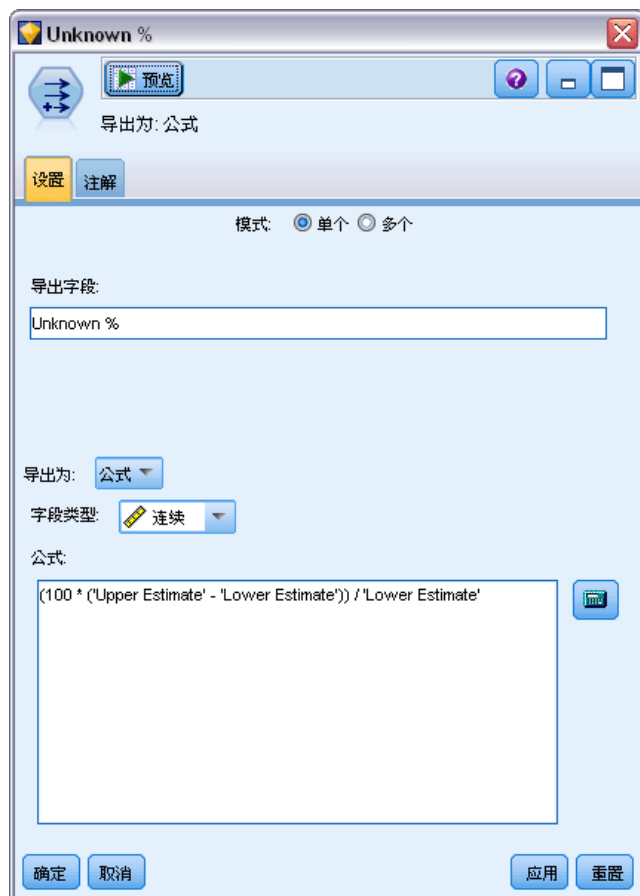 Unknown %
预览
导出为: 公式
设置 注解
模式: 单个 多个
导出字段:
Unknown %
导出为: 公式
字段类型: 连续
公式:
(100 * ('Upper Estimate' - 'Lower Estimate')) / 'Lower Estimate'
确定 取消 应用 重置